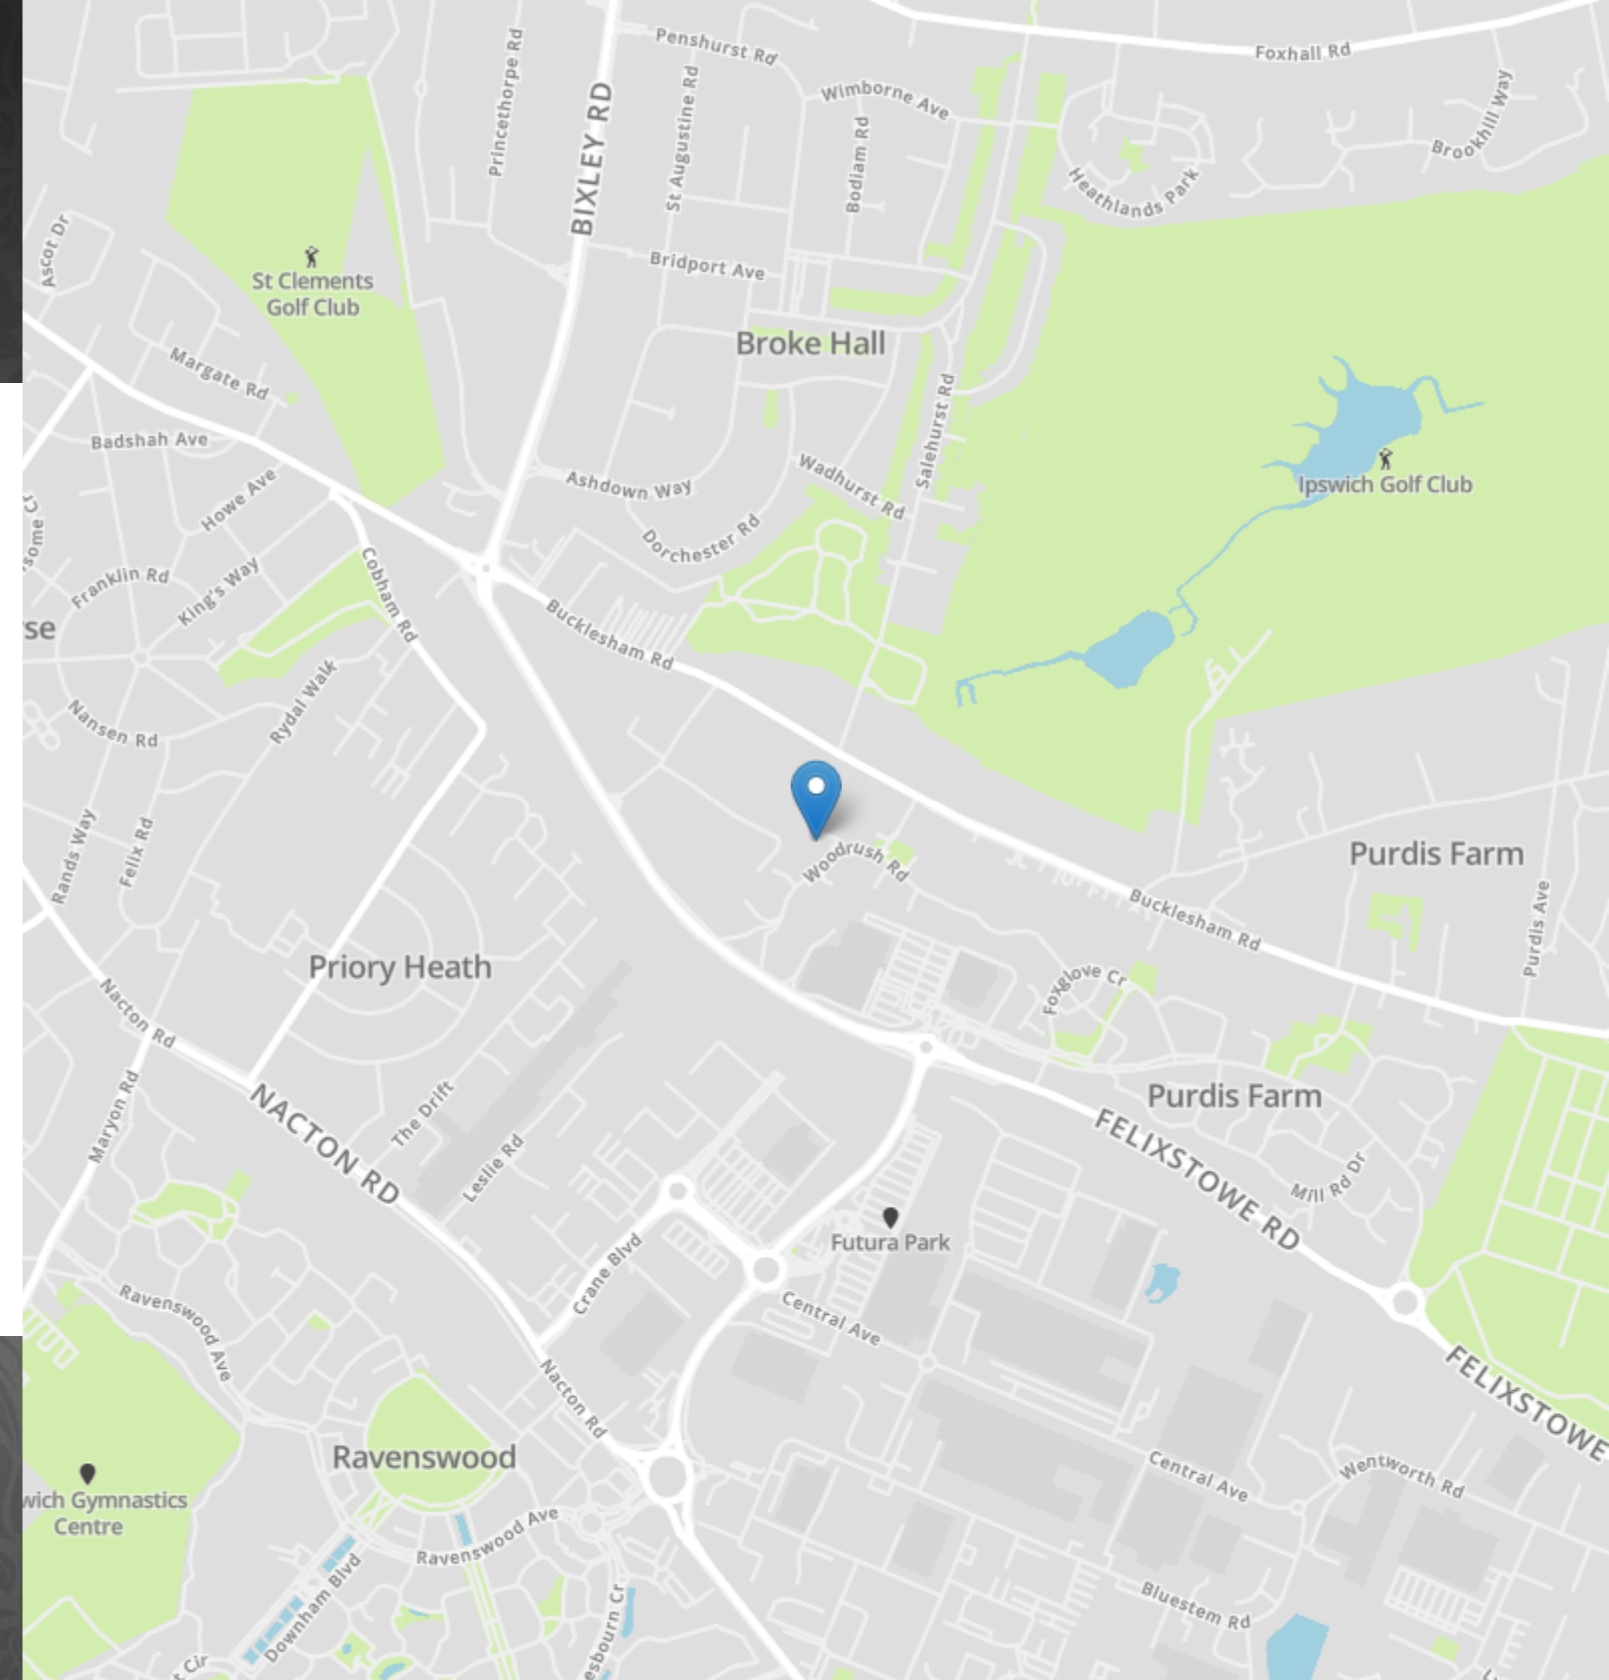 Penshurst Rd
Foxhall Rd
Princethorpe Rd
BIXLEY RD
St Augustine Rd
Wimborne Ave
Bodiam Rd
Brookhill Way
Heathlands Park
Ascot Dr
St Clements
Golf Club
Bridport Ave
Broke Hall
Margate Rd
Salehurst Rd
Badshah Ave
Howe Ave
Ashdown Way
Wadhurst Rd
Ipswich Golf Club
Dorchester Rd
some Cr
Franklin Rd
King's Way
Cobham Rd
Bucklesham Rd
se
Rydal Walk
Nansen Rd
Rands Way
Felix Rd
Woodrush Rd
Purdis Farm
Bucklesham Rd
Purdis Ave
Priory Heath
Foxglove Cr
Nacton Rd
Maryon Rd
NACTON RD
The Drift
Leslie Rd
Purdis Farm
FELIXSTOWE RD
Mill Rd Dr
Futura Park
Crane Blvd
Central Ave
Ravenswood Ave
Nacton Rd
FELIXSTOWE
Ravenswood
Central Ave
Wentworth Rd
wich Gymnastics
Centre
Ravenswood Ave
Downham Blvd
esbourn Cr
Bluestem Rd
t Cir